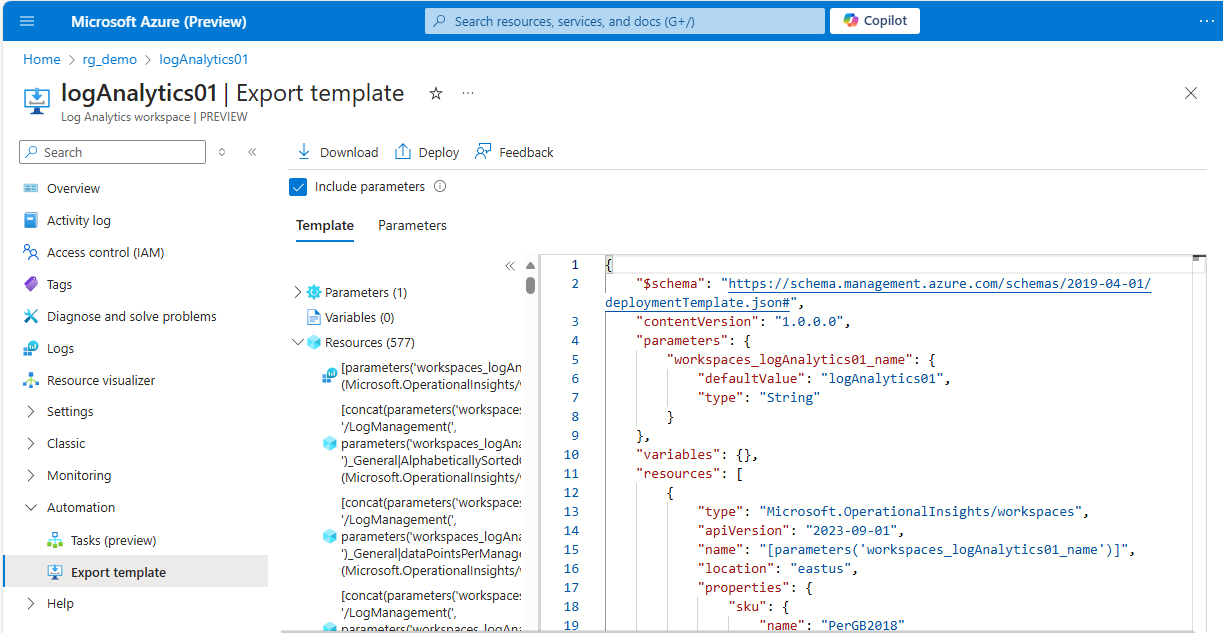 Microsoft Azure (Preview)
Search resources, services, and docs (G+/)
Copilot
Home > rg_demo > logAnalytics01
logAnalytics01 | Export template
Log Analytics workspace | PREVIEW
Search
Overview
Activity log
Access control (IAM)
Tags
Diagnose and solve problems
Logs
Resource visualizer
Settings
Classic
Monitoring
Automation
Tasks (preview)
Export template
Help
Download
Deploy
Feedback
Include parameters
Template
Parameters
Parameters (1)
Variables (0)
Resources (577)
[parameters('workspaces_logAn
(Microsoft.OperationalInsights/
[concat(parameters('workspaces
'/LogManagement(',
parameters('workspaces_logAna
')_General|AlphabeticallySorted
(Microsoft.OperationalInsights/
[concat(parameters('workspaces
'/LogManagement(',
parameters('workspaces_logAna
')_General|dataPointsPerManage
(Microsoft.OperationalInsights/
[concat(parameters('workspaces
'/LogManagement(',
parameters('workspaces_logAna
1 {
2 "$schema": "https://schema.management.azure.com/schemas/2019-04-01/
deploymentTemplate.json#",
3 "contentVersion": "1.0.0.0",
4 "parameters": {
5 "workspaces_logAnalytics01_name": {
6 "defaultValue": "logAnalytics01",
7 "type": "String"
8 }
9 },
10 "variables": {},
11 "resources": [
12 {
13 "type": "Microsoft.OperationalInsights/workspaces",
14 "apiVersion": "2023-09-01",
15 "name": "[parameters('workspaces_logAnalytics01_name')]",
16 "location": "eastus",
17 "properties": {
18 "sku": {
19 "name": "PerGB2018"